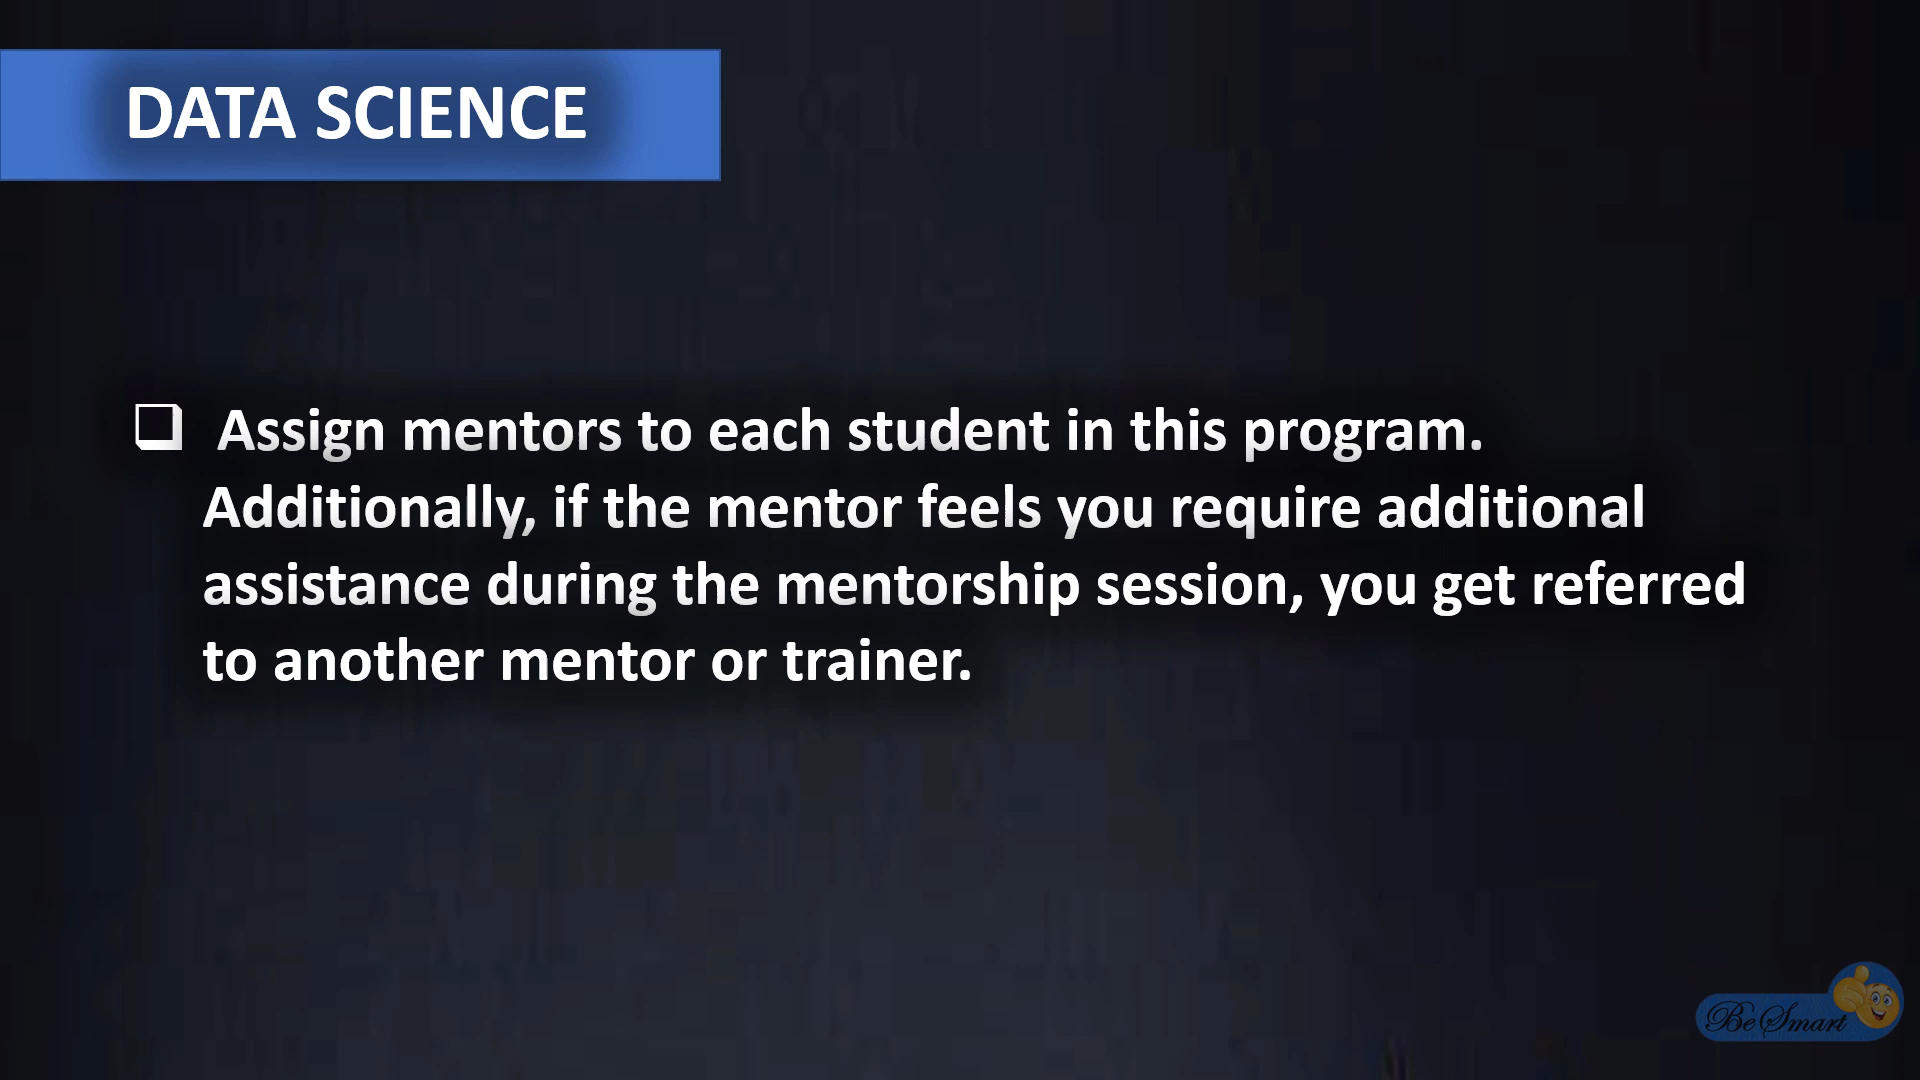 DATA SCIENCE
Assign mentors to each student in this program.
Additionally, if the mentor feels you require additional
assistance during the mentorship session, you get referred
to another mentor or trainer.
Be Smart